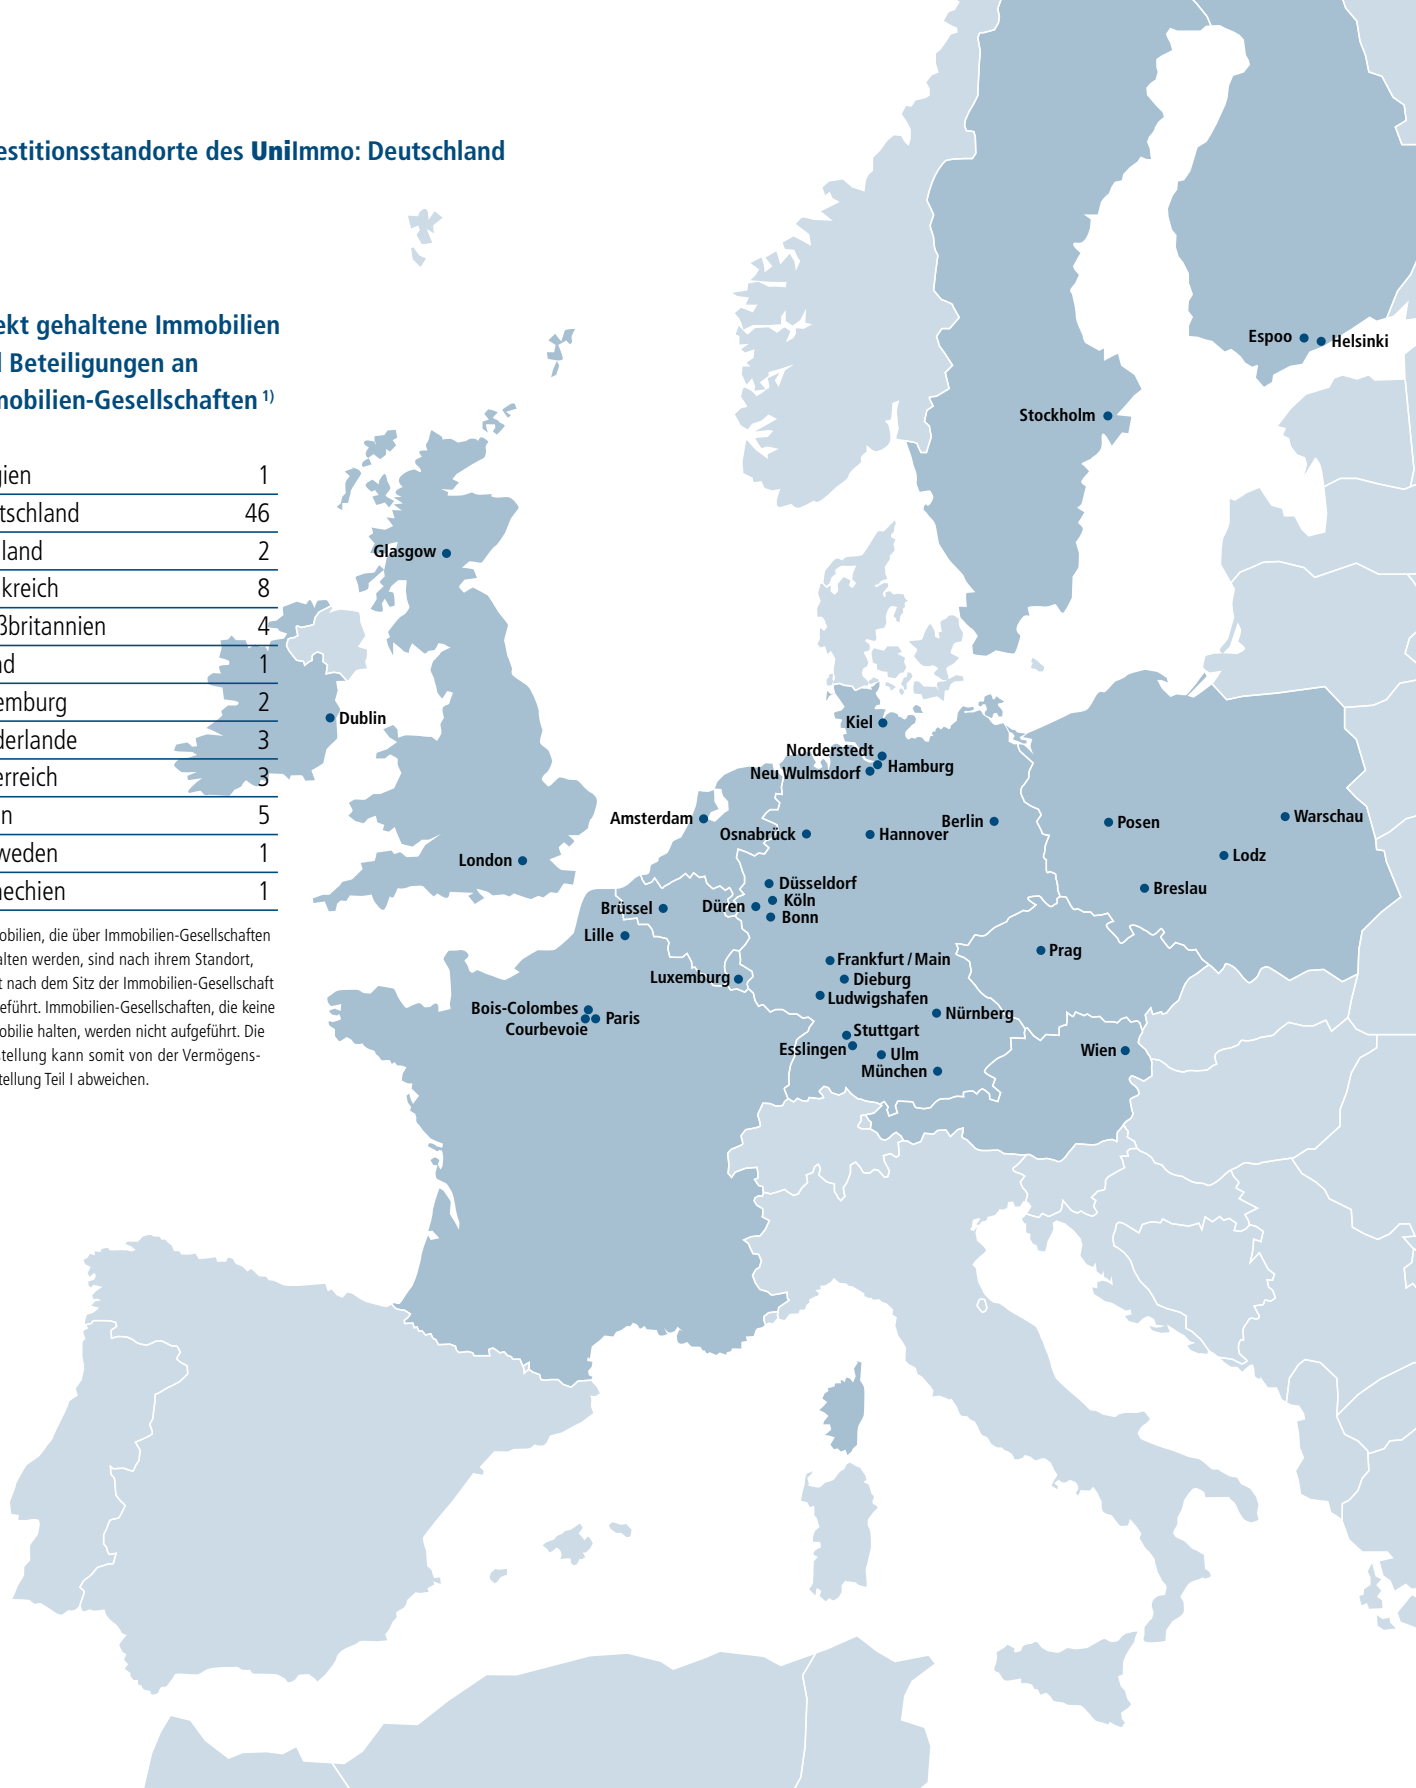 estitionsstandorte des UniImmo: Deutschland
ekt gehaltene Immobilien
d Beteiligungen an
mobilien-Gesellschaften 1)
gien 1
tschland 46
land 2
kreich 8
ßbritannien 4
nd 1
emburg 2
derlande 3
erreich 3
n 5
weden 1
hechien 1
obilien, die über Immobilien-Gesellschaften
alten werden, sind nach ihrem Standort,
t nach dem Sitz der Immobilien-Gesellschaft
eführt. Immobilien-Gesellschaften, die keine
obilie halten, werden nicht aufgeführt. Die
stellung kann somit von der Vermögens-
tellung Teil I abweichen.
Espoo
Helsinki
Stockholm
Glasgow
Dublin
Kiel
Norderstedt
Hamburg
Neu Wulmsdorf
Amsterdam
Osnabrück
Hannover
Berlin
Posen
Warschau
London
Lodz
Düsseldorf
Breslau
Köln
Düren
Brüssel
Bonn
Lille
Prag
Frankfurt / Main
Luxemburg
Dieburg
Ludwigshafen
Bois-Colombes
Nürnberg
Paris
Courbevoie
Stuttgart
Esslingen
Wien
Ulm
München